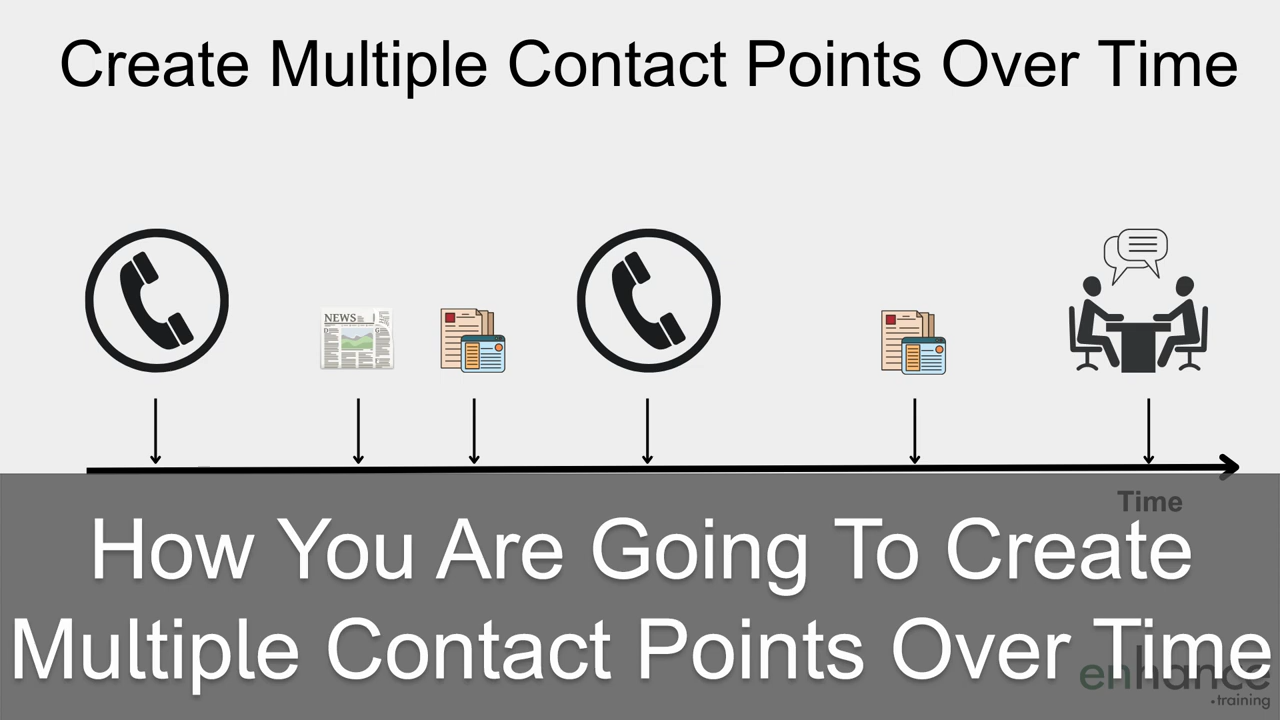 Create Multiple Contact Points Over Time
NEWS
Time
How You Are Going To Create
Multiple Contact Points Over Time
enhance
.training